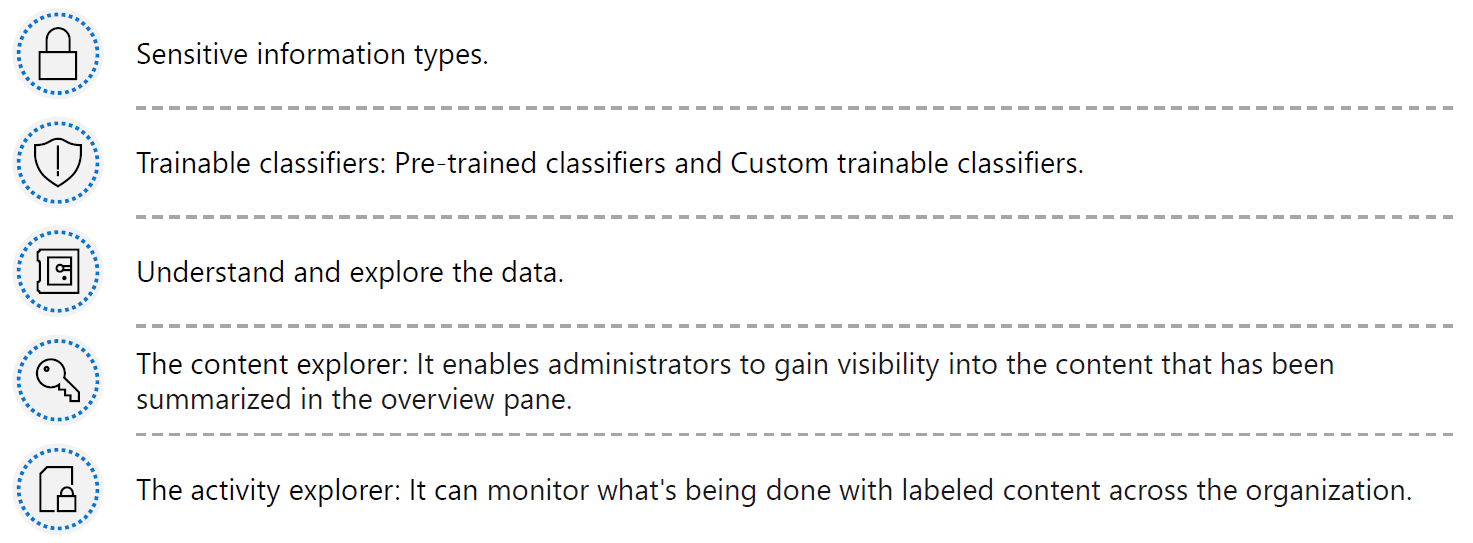 Sensitive information types.
Trainable classifiers: Pre-trained classifiers and Custom trainable classifiers.
Understand and explore the data.
The content explorer: It enables administrators to gain visibility into the content that has been
summarized in the overview pane.
The activity explorer: It can monitor what's being done with labeled content across the organization.